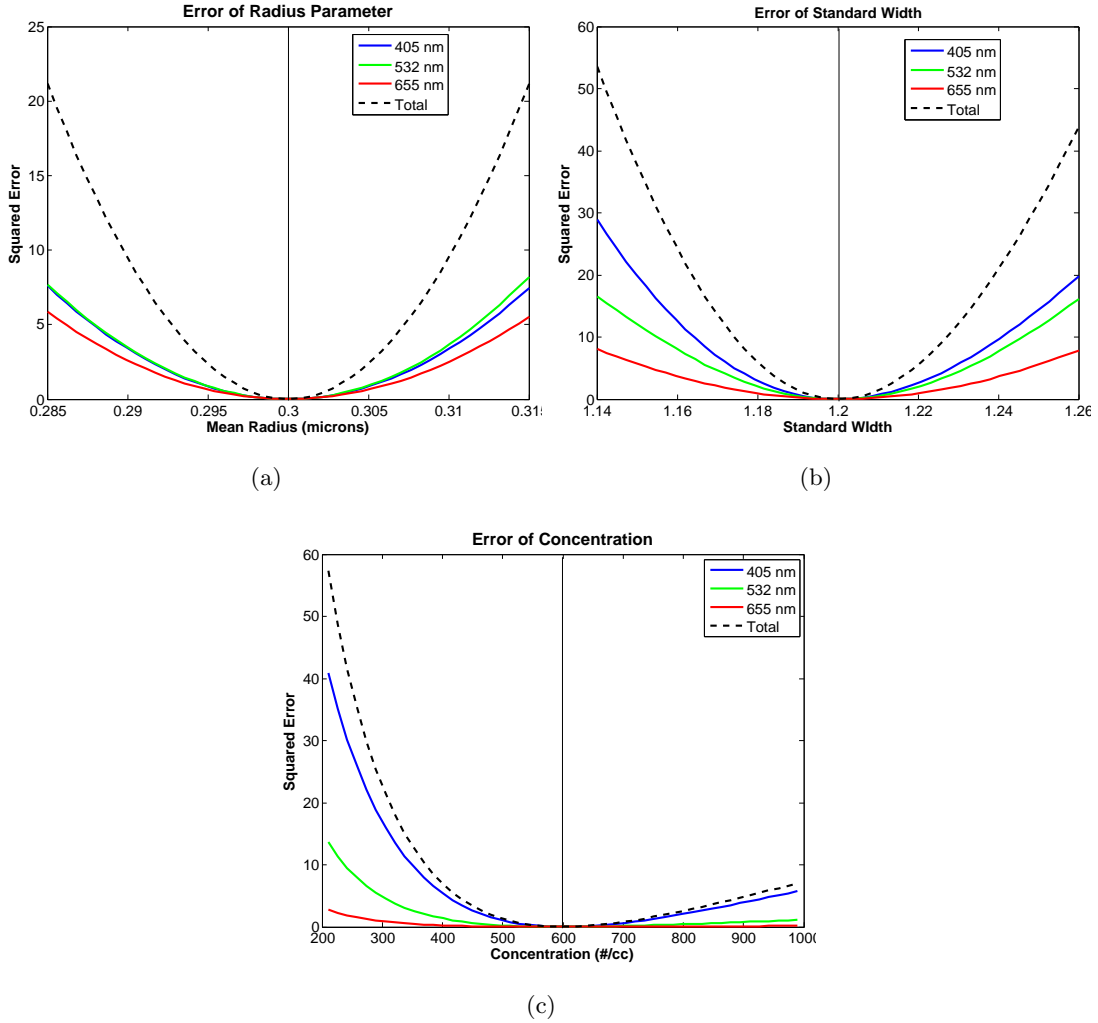 Error of Radius Parameter
25
20
15
10
5
0
Squared Error
405 nm
532 nm
655 nm
Total
0.285 0.29 0.295 0.3 0.305 0.31 0.315
Mean Radius (microns)
(a)
Error of Standard Width
60
50
40
30
20
10
0
Squared Error
405 nm
532 nm
655 nm
Total
1.14 1.16 1.18 1.2 1.22 1.24 1.26
Standard WIdth
(b)
Error of Concentration
60
50
40
30
20
10
0
Squared Error
405 nm
532 nm
655 nm
Total
200 300 400 500 600 700 800 900 1000
Concentration (#/cc)
(c)